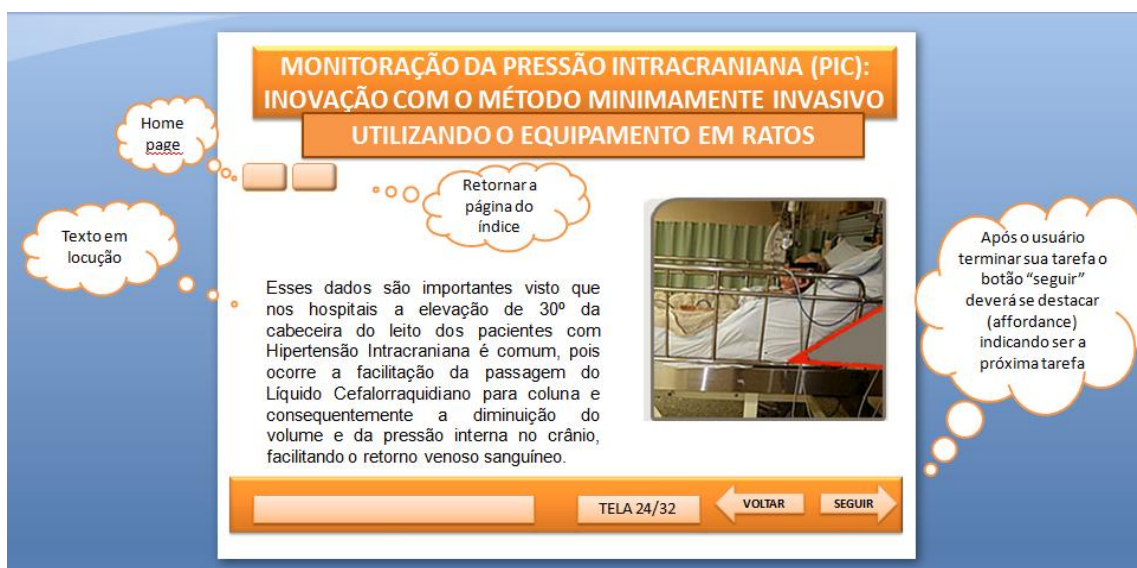 MONITORAÇÃO DA PRESSÃO INTRACRANIANA (PIC):
INOVAÇÃO COM O MÉTODO MINIMAMENTE INVASIVO
UTILIZANDO O EQUIPAMENTO EM RATOS
Home
page
Retornar a
página do
índice
Texto em
locução
Após o usuário
terminar sua tarefa o
botão “seguir”
deverá se destacar
(affordance)
indicando ser a
próxima tarefa
Esses dados são importantes visto que
nos hospitais a elevação de 30º da
cabeceira do leito dos pacientes com
Hipertensão Intracraniana é comum, pois
ocorre a facilitação da passagem do
Líquido Cefalorraquidiano para coluna e
consequentemente a diminuição do
volume e da pressão interna no crânio,
facilitando o retorno venoso sanguíneo.
TELA 24/32
VOLTAR
SEGUIR